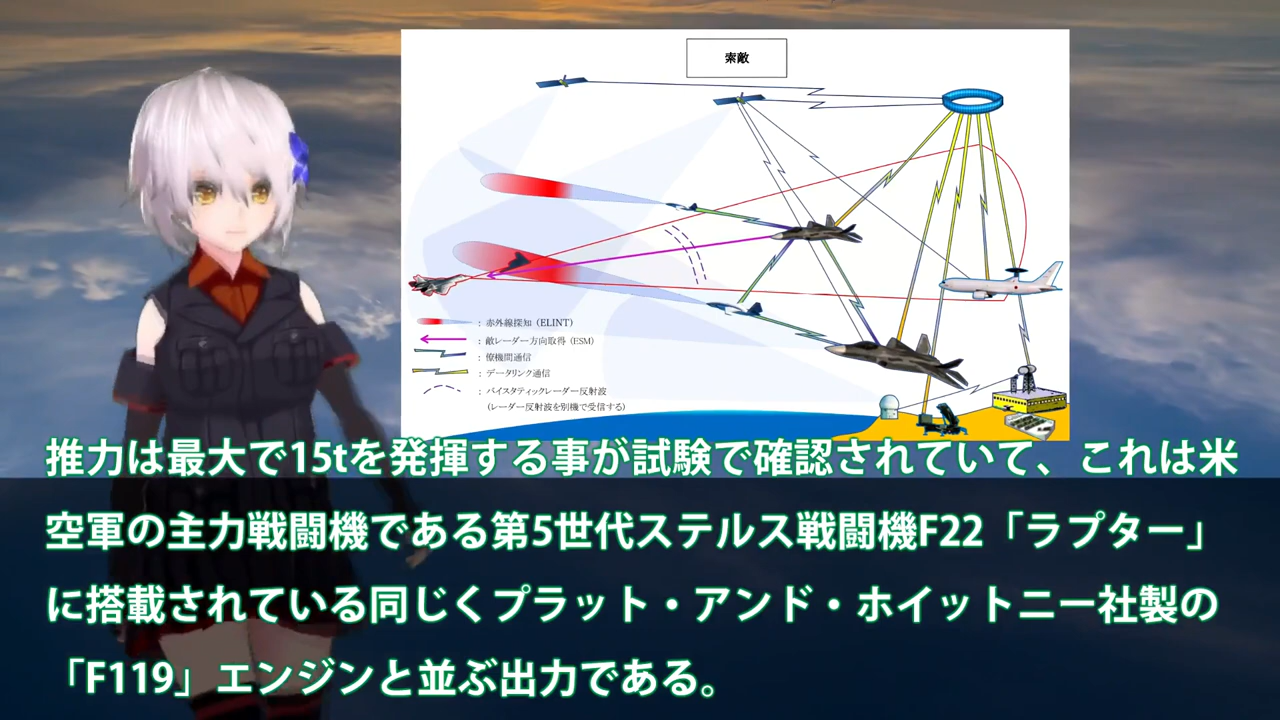 索敵
: 赤外線探知 (ELINT)
: 敵レーダー方向取得 (ESM)
: 僚機間通信
: データリンク通信
: バイスタティックレーダー反射波
(レーダー反射波を別機で受信する)
推力は最大で15tを発揮する事が試験で確認されていて、これは米
空軍の主力戦闘機である第5世代ステルス戦闘機F22「ラプター」
に搭載されている同じくプラット・アンド・ホイットニー社製の
「F119」エンジンと並ぶ出力である。